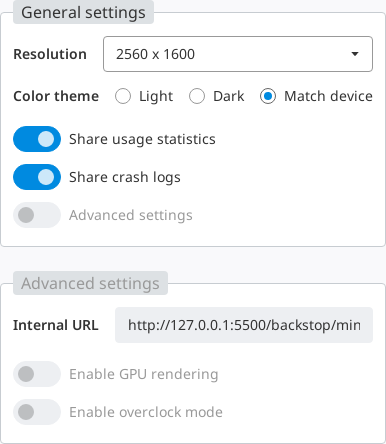 General settings
Resolution 2560 x 1600
Color theme Light Dark Match device
Share usage statistics
Share crash logs
Advanced settings
Advanced settings
Internal URL http://127.0.0.1:5500/backstop/min
Enable GPU rendering
Enable overclock mode